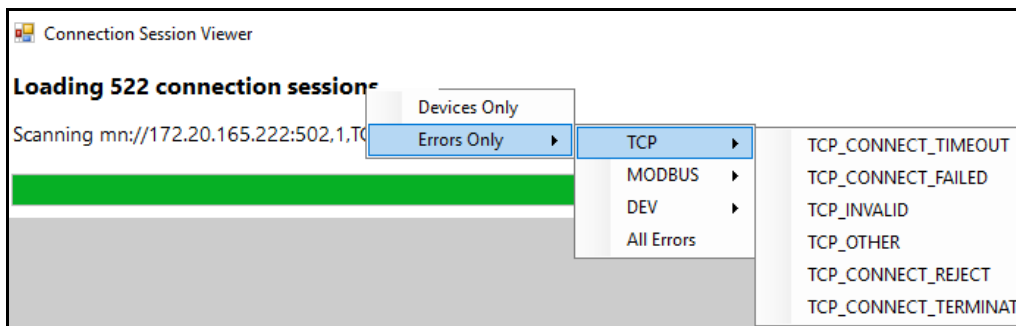 Connection Session Viewer
Loading 522 connection sessions
Scanning mn://172.20.165.222:502,1,TC
Devices Only
Errors Only
TCP
MODBUS
DEV
All Errors
TCP_CONNECT_TIMEOUT
TCP_CONNECT_FAILED
TCP_INVALID
TCP_OTHER
TCP_CONNECT_REJECT
TCP_CONNECT_TERMINAT